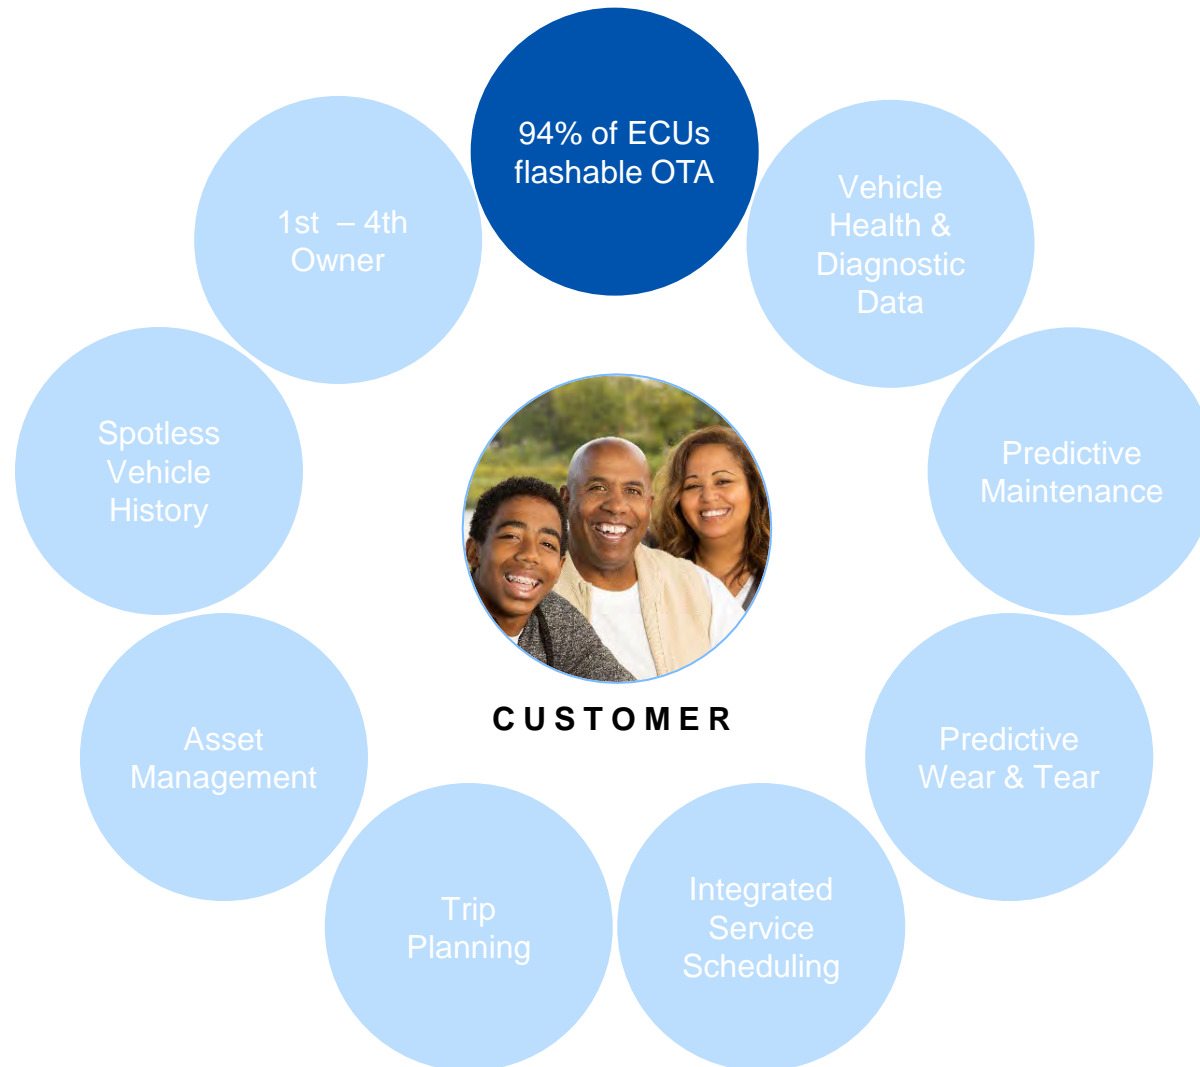 94% of ECUs
flashable OTA
Vehicle
Health &
Diagnostic
Data
Predictive
Maintenance
Predictive
Wear & Tear
Integrated
Service
Scheduling
Trip
Planning
Asset
Management
Spotless
Vehicle
History
1st – 4th
Owner
CUSTOMER